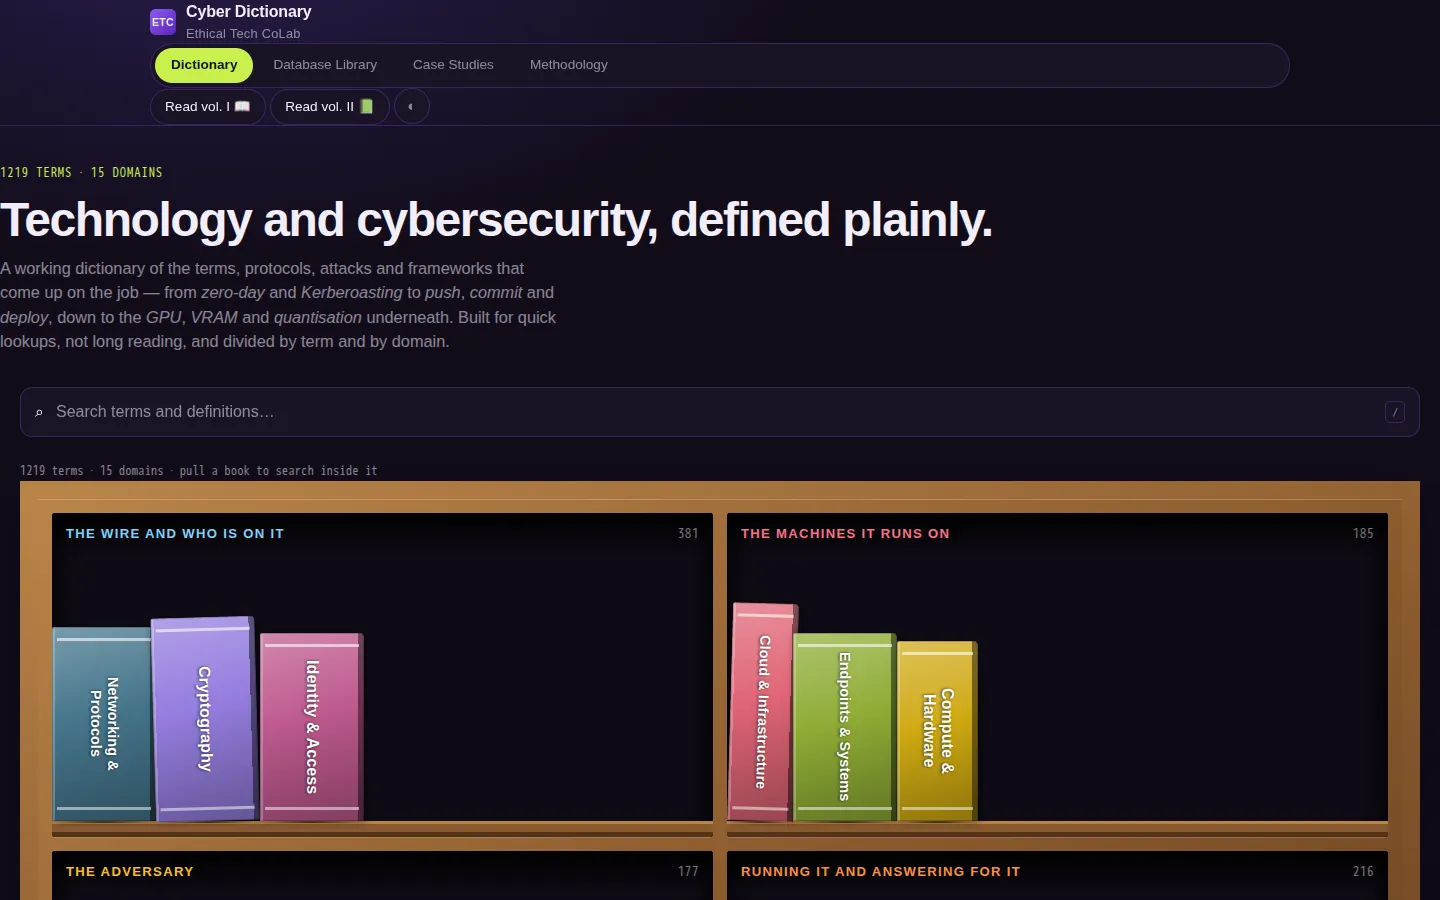 ETC
Cyber Dictionary
Ethical Tech CoLab
Dictionary
Database Library
Case Studies
Methodology
Read vol. I
Read vol. II
1219 TERMS · 15 DOMAINS
Technology and cybersecurity, defined plainly.
A working dictionary of the terms, protocols, attacks and frameworks that
come up on the job — from zero-day and Kerberoasting to push, commit and
deploy, down to the GPU, VRAM and quantisation underneath. Built for quick
lookups, not long reading, and divided by term and by domain.
Search terms and definitions…
/
1219 terms · 15 domains · pull a book to search inside it
THE WIRE AND WHO IS ON IT
381
Networking &
Protocols
Cryptography
Identity & Access
THE MACHINES IT RUNS ON
185
Cloud & Infrastructure
Endpoints & Systems
Compute &
Hardware
THE ADVERSARY
177
RUNNING IT AND ANSWERING FOR IT
216